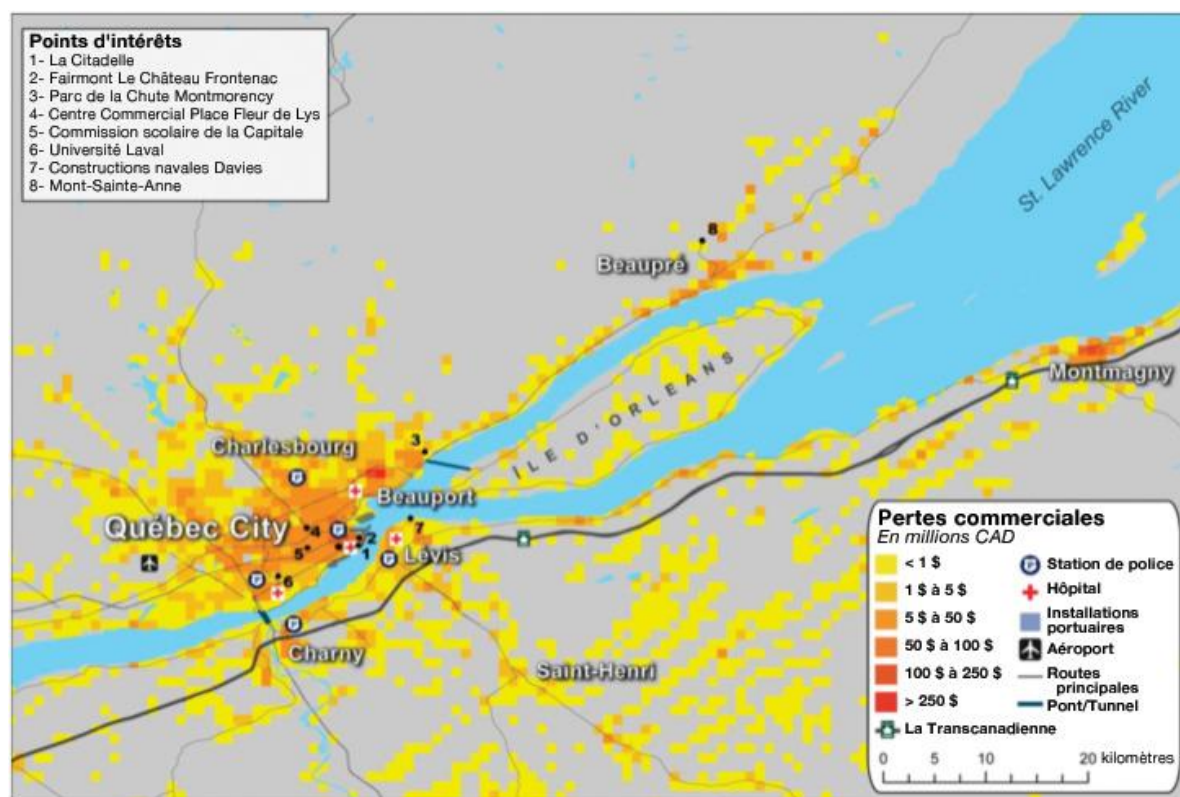 Points d'intérêts
1- La Citadelle
2- Fairmont Le Château Frontenac
3- Parc de la Chute Montmorency
4- Centre Commercial Place Fleur de Lys
5- Commission scolaire de la Capitale
6- Université Laval
7- Constructions navales Davies
8- Mont-Sainte-Anne
St. Lawrence River
8
Beaupré
ÎLE D'ORLEANS
Montmagny
Charlesbourg
3
Beauport
Québec City
4
7
2
5
1
Lévis
6
Charny
Saint-Henri
Pertes commerciales
En millions CAD
< 1 $
1 $ à 5 $
5 $ à 50 $
50 $ à 100 $
100 $ à 250 $
> 250 $
La Transcanadienne
Station de police
Hôpital
Installations
portuaires
Aéroport
Routes
principales
Pont/Tunnel
0 5 10 20 kilomètres